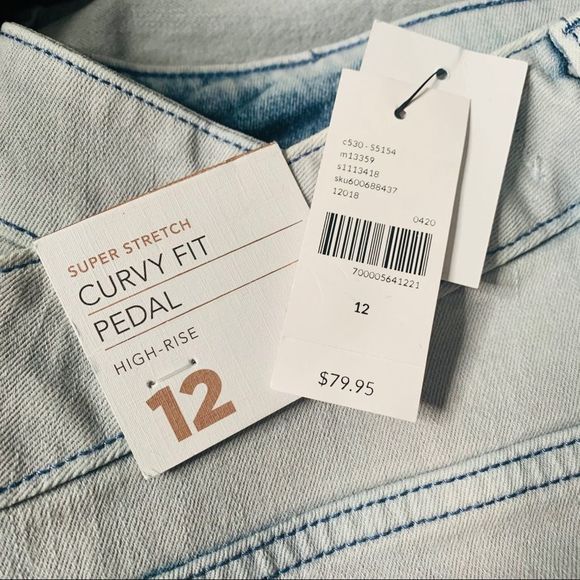 SUPER STRETCH
CURVY FIT
PEDAL
HIGH-RISE
12
c530 - S5154
m13359
s1113418
sku600688437
12018
0420
700005641221
12
$79.95